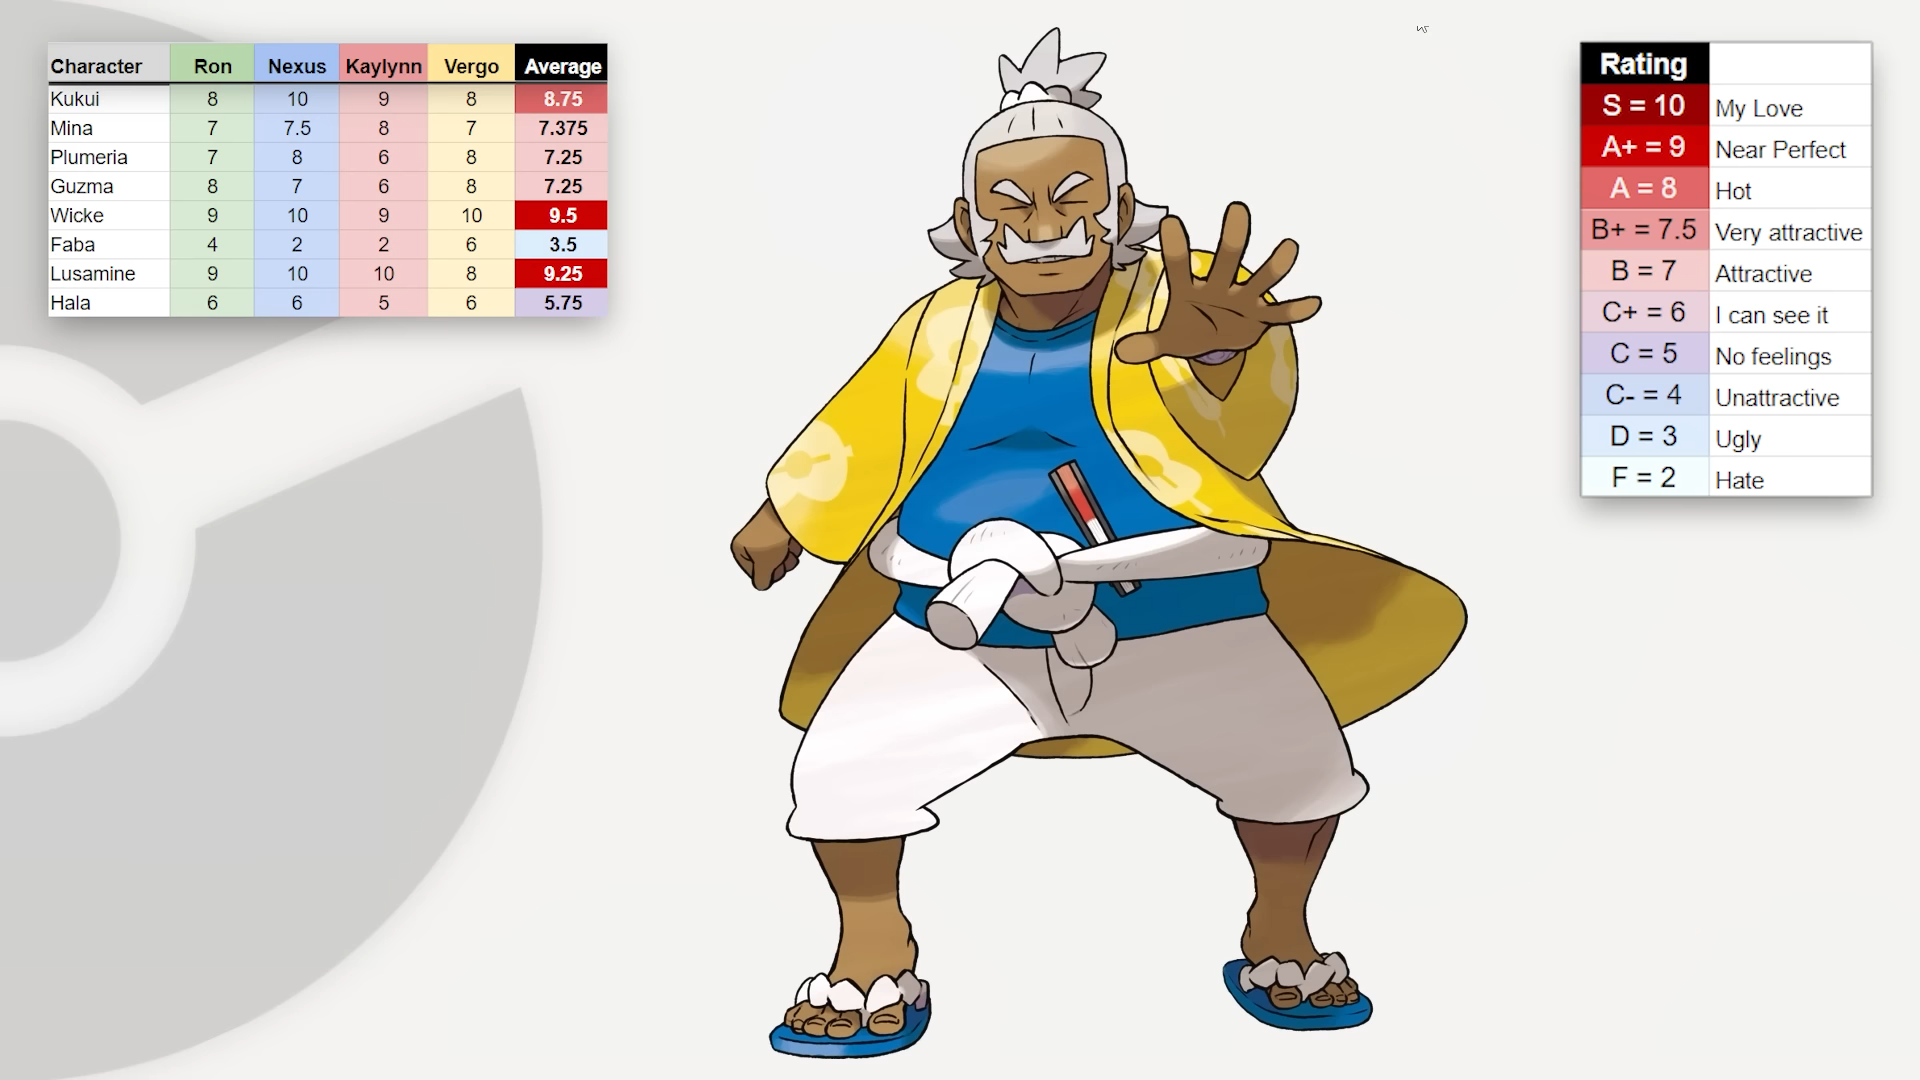 Character Ron Nexus Kaylynn Vergo Average
Kukui 8 10 9 8 8.75
Mina 7 7.5 8 7 7.375
Plumeria 7 8 6 8 7.25
Guzma 8 7 6 8 7.25
Wicke 9 10 9 10 9.5
Faba 4 2 2 6 3.5
Lusamine 9 10 10 8 9.25
Hala 6 6 5 6 5.75
Rating
S = 10 My Love
A+ = 9 Near Perfect
A = 8 Hot
B+ = 7.5 Very attractive
B = 7 Attractive
C+ = 6 I can see it
C = 5 No feelings
C- = 4 Unattractive
D = 3 Ugly
F = 2 Hate